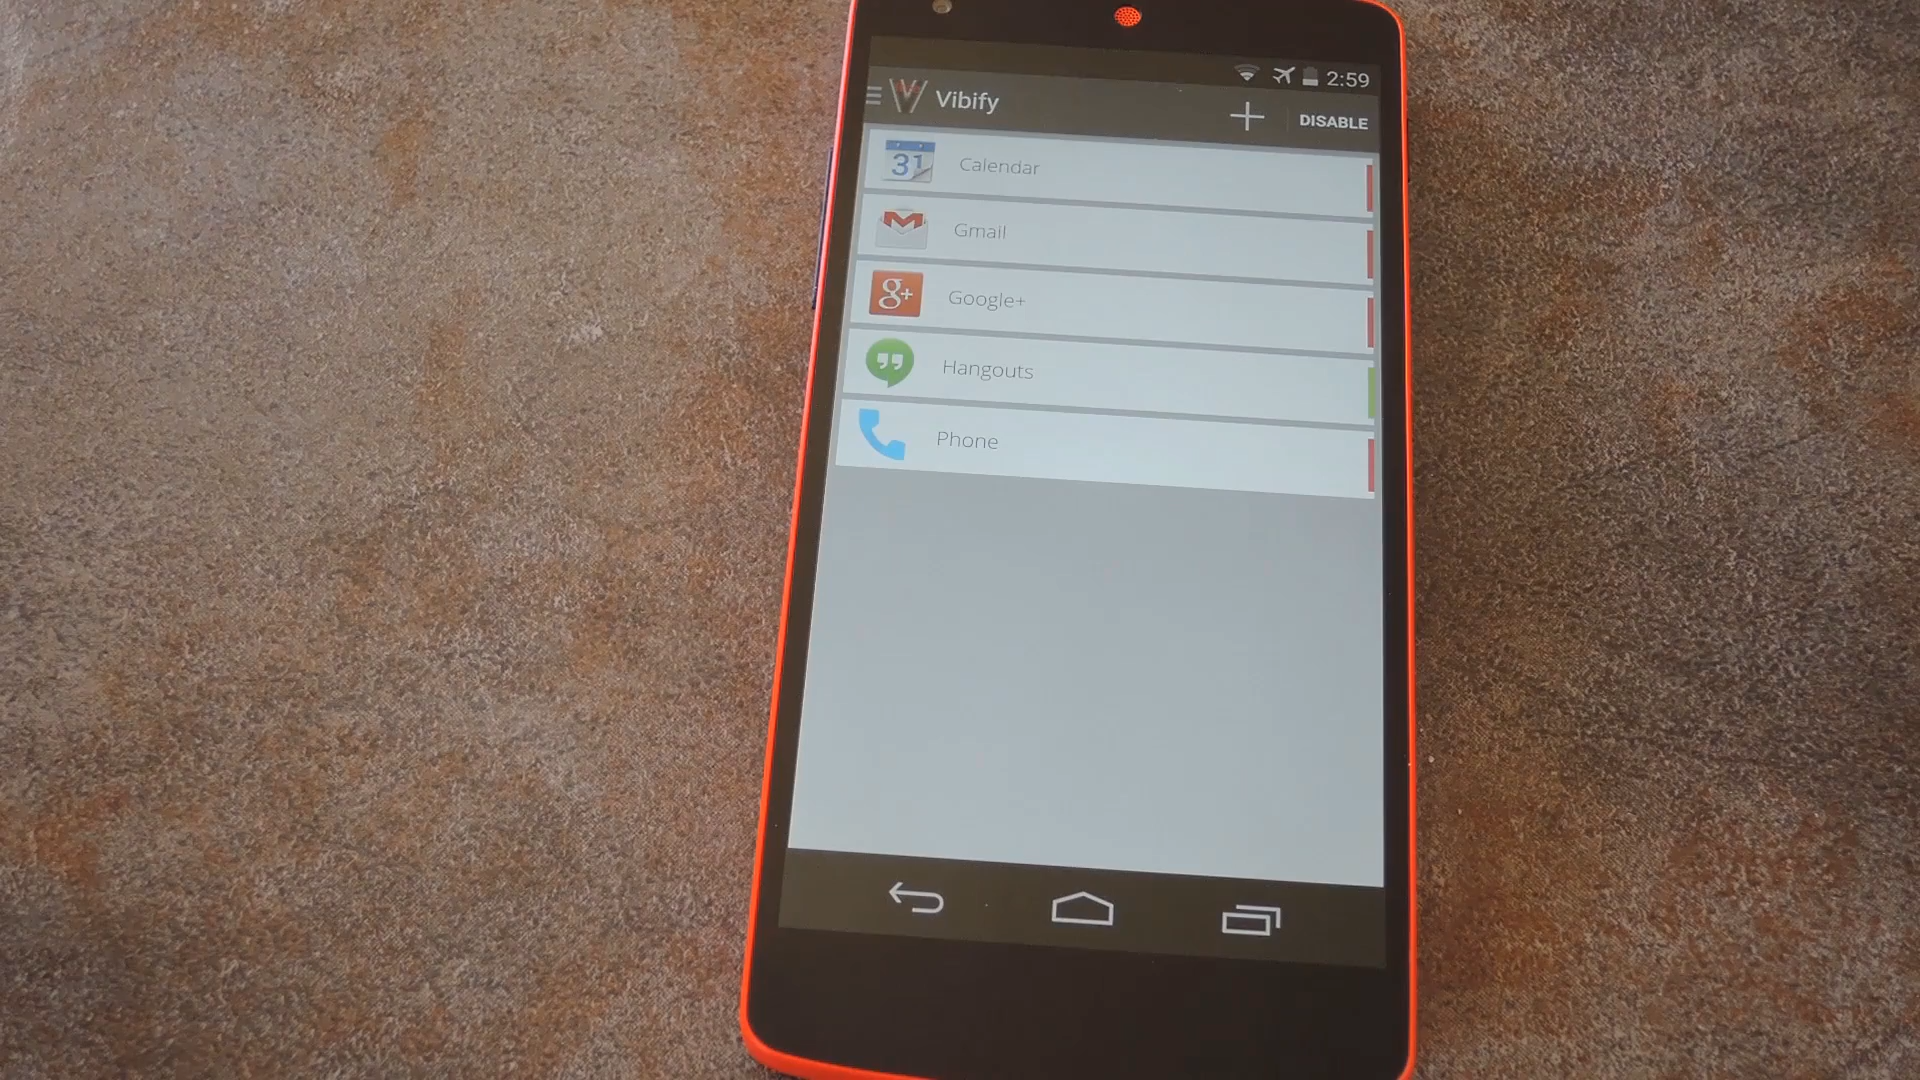 2:59
Vibify
DISABLE
31 Calendar
Gmail
g+ Google+
Hangouts
Phone